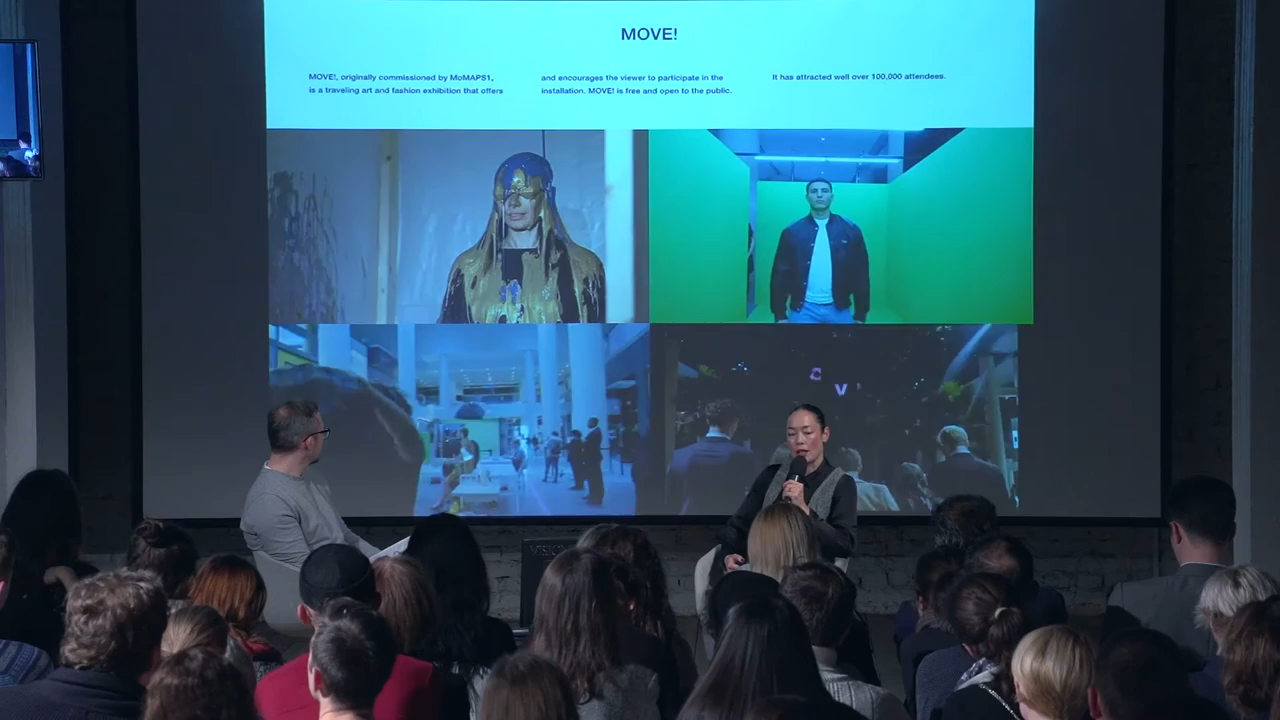 MOVE!
MOVE!, originally commissioned by MoMAPS1,
is a traveling art and fashion exhibition that offers
and encourages the viewer to participate in the
installation. MOVE! is free and open to the public.
It has attracted well over 100,000 attendees.
V
VISION